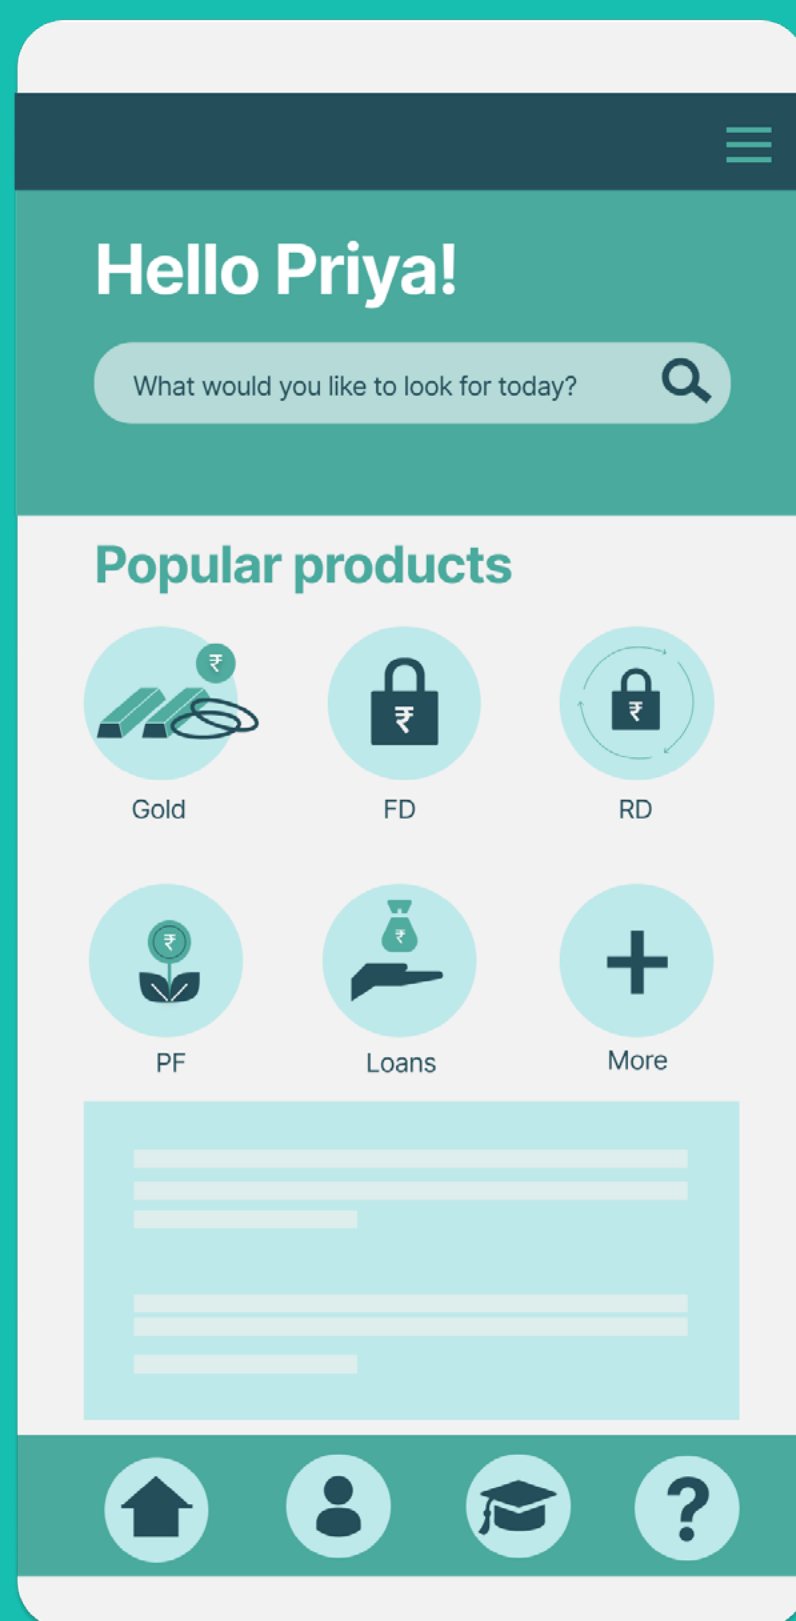 Hello Priya!
What would you like to look for today?
Popular products
₹
₹
₹
Gold
FD
RD
₹
₹
PF
Loans
More
?